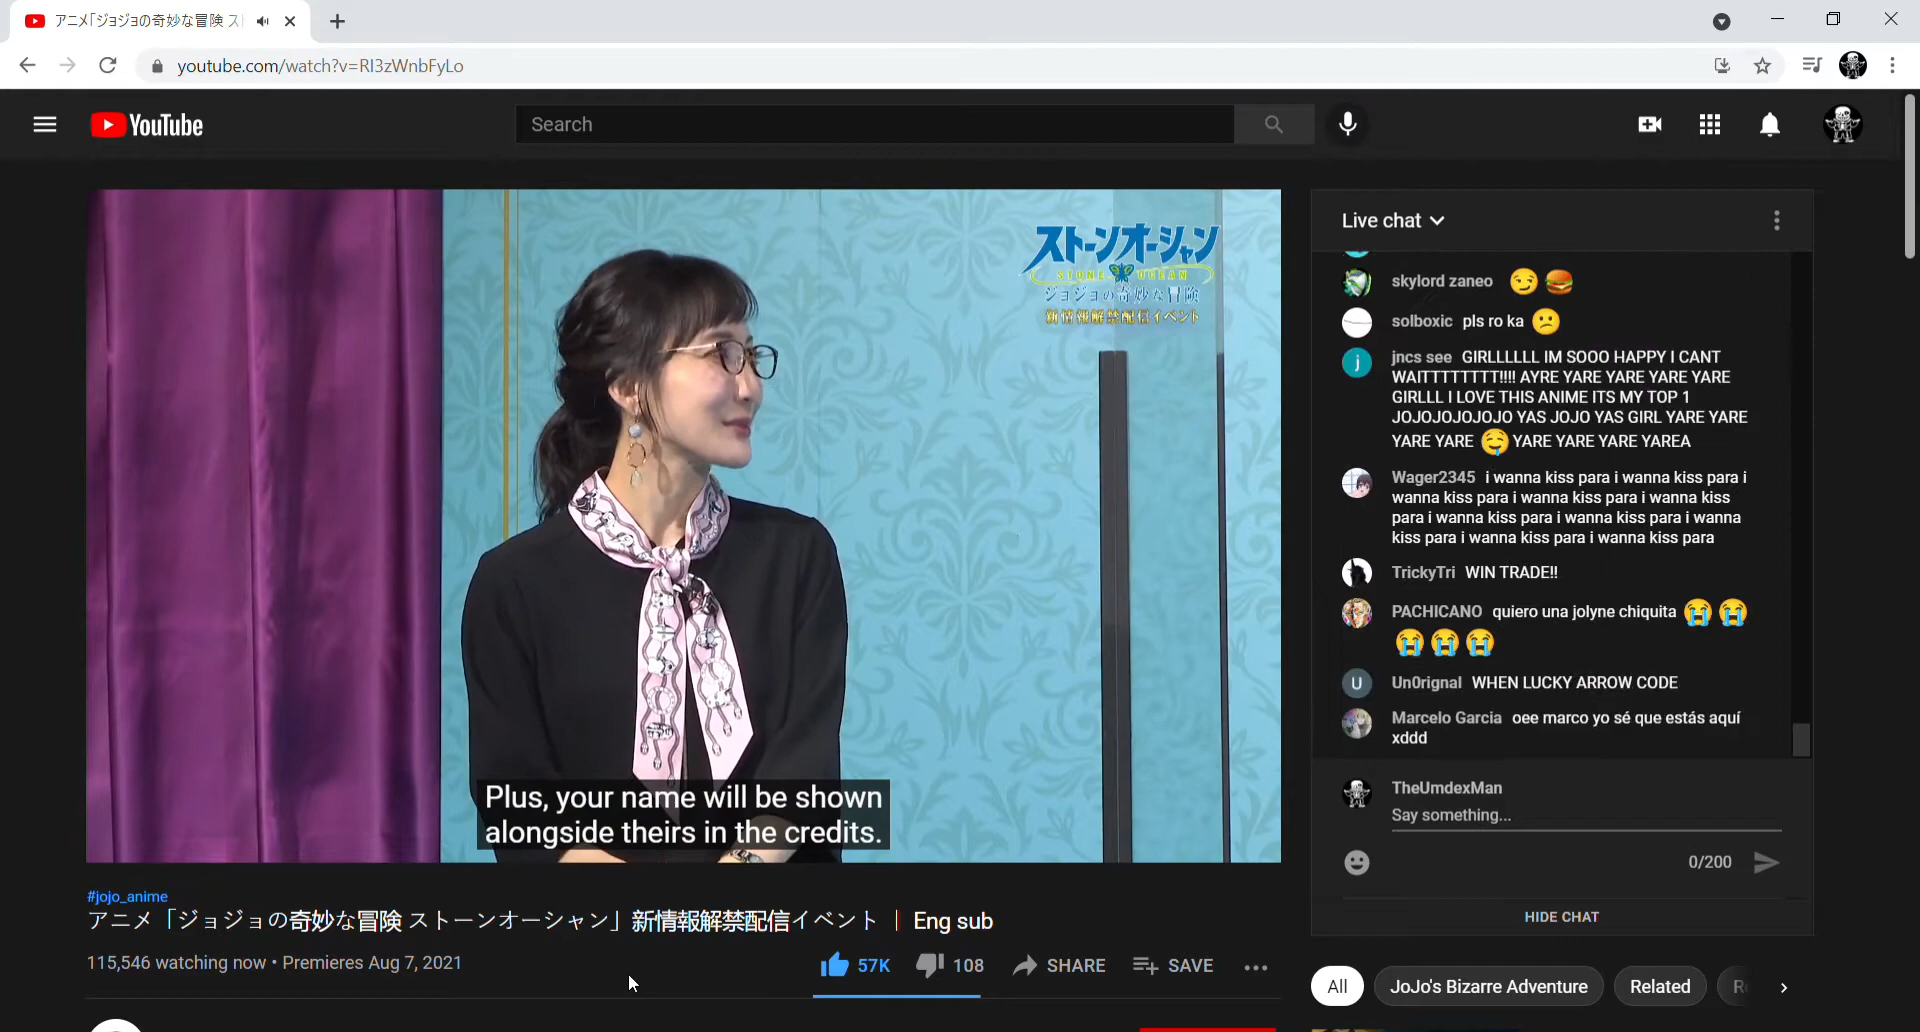 アニメ「ジョジョの奇妙な冒険 ス
youtube.com/watch?v=RI3zWnbFyLo
YouTube
Search
ストーンオーシャン
STONE OCEAN
ジョジョの奇妙な冒険
新情報解禁配信イベント
Plus, your name will be shown
alongside theirs in the credits.
#jojo_anime
アニメ「ジョジョの奇妙な冒険 ストーンオーシャン」新情報解禁配信イベント ｜ Eng sub
115,546 watching now • Premieres Aug 7, 2021
57K
108
SHARE
SAVE
Live chat
skylord zaneo 😏🍔
solboxic pls ro ka 😕
j
jncs see GIRLLLLLL IM SOOO HAPPY I CANT
WAITTTTTTTT!!!! AYRE YARE YARE YARE YARE
GIRLLL I LOVE THIS ANIME ITS MY TOP 1
JOJOJOJOJOJO YAS JOJO YAS GIRL YARE YARE
YARE YARE 🤤 YARE YARE YARE YAREA
Wager2345 i wanna kiss para i wanna kiss para i
wanna kiss para i wanna kiss para i wanna kiss
para i wanna kiss para i wanna kiss para i wanna
kiss para i wanna kiss para i wanna kiss para
TrickyTri WIN TRADE!!
PACHICANO quiero una jolyne chiquita 😭😭
😭😭😭
U
Un0rignal WHEN LUCKY ARROW CODE
Marcelo Garcia oee marco yo sé que estás aquí
xddd
TheUmdexMan
Say something...
0/200
HIDE CHAT
All
JoJo's Bizarre Adventure
Related